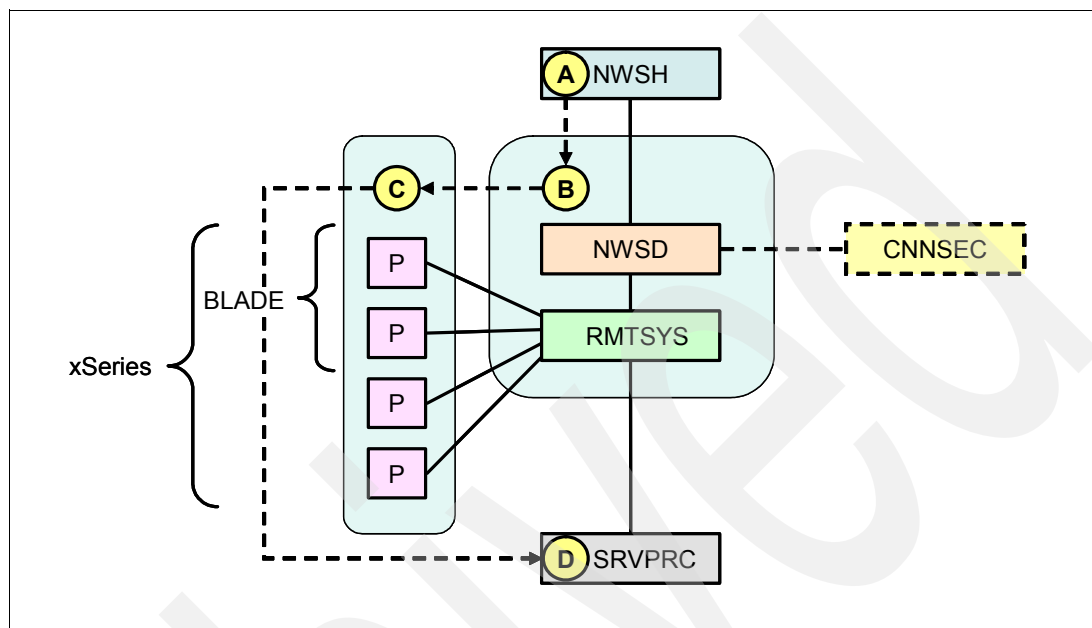 A NWSH
C
B
P
NWSD
CNNSEC
BLADE
P
RMTSYS
xSeries
P
P
D SRVPRC